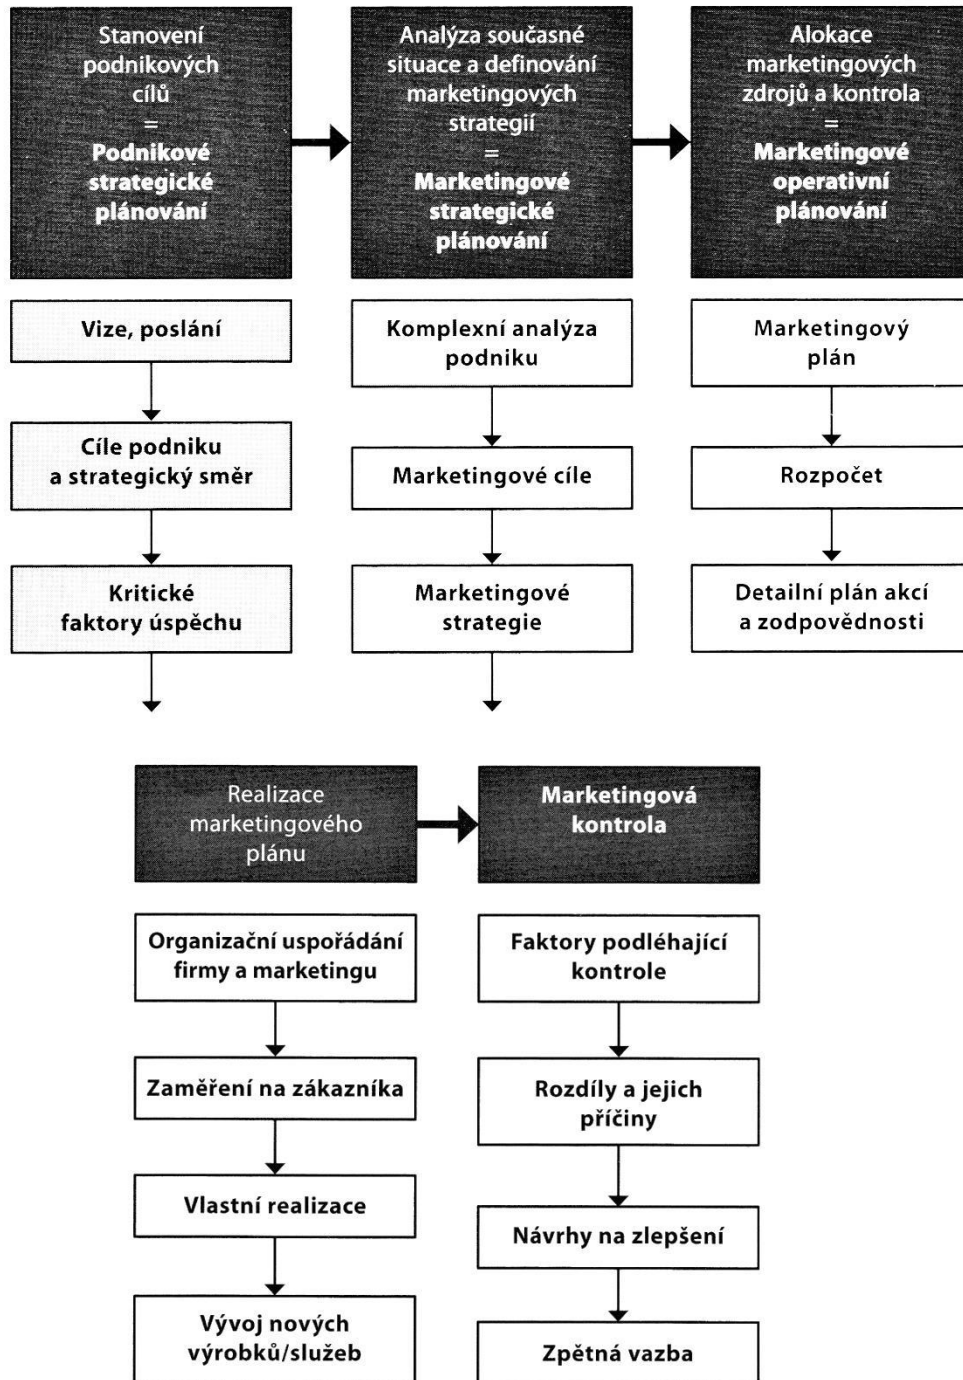 Stanovení
podnikových
cílů
=
Podnikové
strategické
plánování
Analýza současné
situace a definování
marketingových
strategií
=
Marketingové
strategické
plánování
Alokace
marketingových
zdrojů a kontrola
=
Marketingové
operativní
plánování
Vize, poslání
Cíle podniku
a strategický směr
Kritické
faktory úspěchu
Komplexní analýza
podniku
Marketingové cíle
Marketingové
strategie
Marketingový
plán
Rozpočet
Detailní plán akcí
a zodpovědnosti
Realizace
marketingového
plánu
Marketingová
kontrola
Organizační uspořádání
firmy a marketingu
Zaměření na zákazníka
Vlastní realizace
Vývoj nových
výrobků/služeb
Faktory podléhající
kontrole
Rozdíly a jejich
příčiny
Návrhy na zlepšení
Zpětná vazba